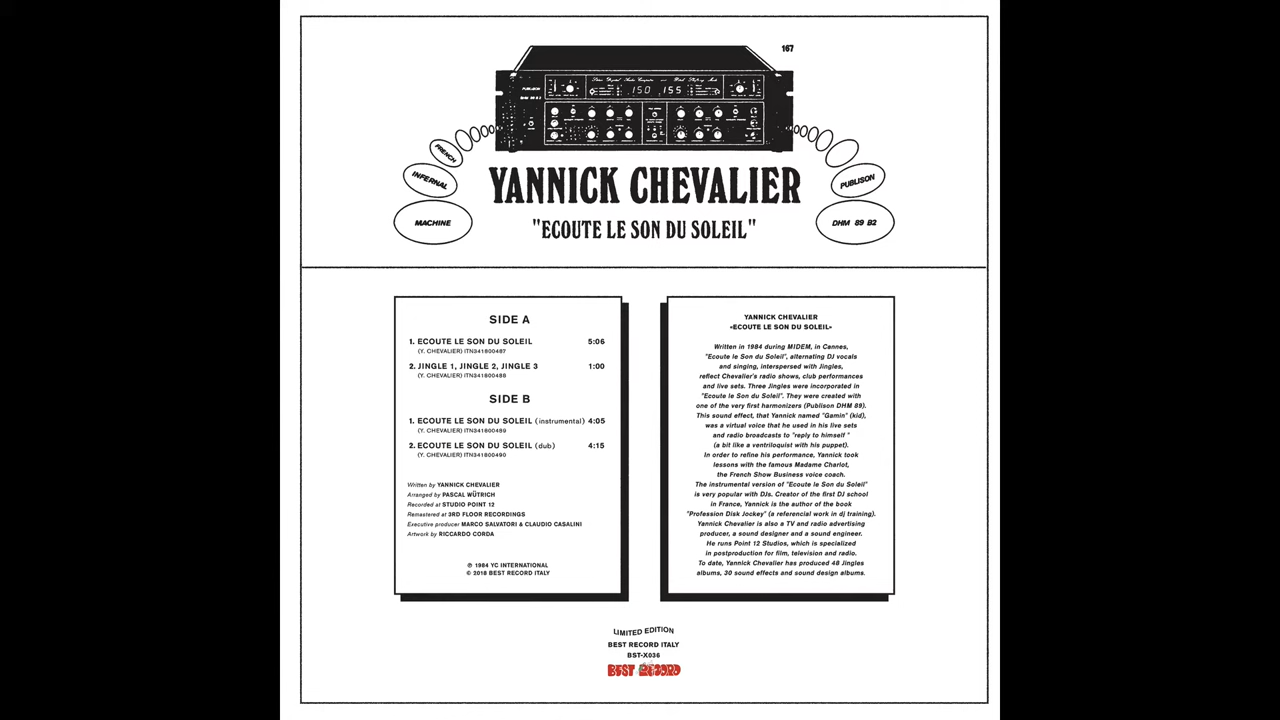 167
PUBLISON
DHM 89 B2
150 155
FRENCH
INFERNAL
MACHINE
PUBLISON
DHM 89 B2
YANNICK CHEVALIER
"ECOUTE LE SON DU SOLEIL"
SIDE A
1. ECOUTE LE SON DU SOLEIL 5:06
(Y. CHEVALIER) ITN341800487
2. JINGLE 1, JINGLE 2, JINGLE 3 1:00
(Y. CHEVALIER) ITN341800488
SIDE B
1. ECOUTE LE SON DU SOLEIL (instrumental) 4:05
(Y. CHEVALIER) ITN341800489
2. ECOUTE LE SON DU SOLEIL (dub) 4:15
(Y. CHEVALIER) ITN341800490
Written by YANNICK CHEVALIER
Arranged by PASCAL WÜTRICH
Recorded at STUDIO POINT 12
Remastered at 3RD FLOOR RECORDINGS
Executive producer MARCO SALVATORI & CLAUDIO CASALINI
Artwork by RICCARDO CORDA
℗ 1984 YC INTERNATIONAL
© 2018 BEST RECORD ITALY
YANNICK CHEVALIER
«ECOUTE LE SON DU SOLEIL»
Written in 1984 during MIDEM, in Cannes,
"Ecoute le Son du Soleil", alternating DJ vocals
and singing, interspersed with Jingles,
reflect Chevalier's radio shows, club performances
and live sets. Three Jingles were incorporated in
"Ecoute le Son du Soleil". They were created with
one of the very first harmonizers (Publison DHM 89).
This sound effect, that Yannick named "Gamin" (kid),
was a virtual voice that he used in his live sets
and radio broadcasts to "reply to himself "
(a bit like a ventriloquist with his puppet).
In order to refine his performance, Yannick took
lessons with the famous Madame Charlot,
the French Show Business voice coach.
The instrumental version of "Ecoute le Son du Soleil"
is very popular with DJs. Creator of the first DJ school
in France, Yannick is the author of the book
"Profession Disk Jockey" (a referencial work in dj training).
Yannick Chevalier is also a TV and radio advertising
producer, a sound designer and a sound engineer.
He runs Point 12 Studios, which is specialized
in postproduction for film, television and radio.
To date, Yannick Chevalier has produced 48 Jingles
albums, 30 sound effects and sound design albums.
LIMITED EDITION
BEST RECORD ITALY
BST-X036
BEST RECORD